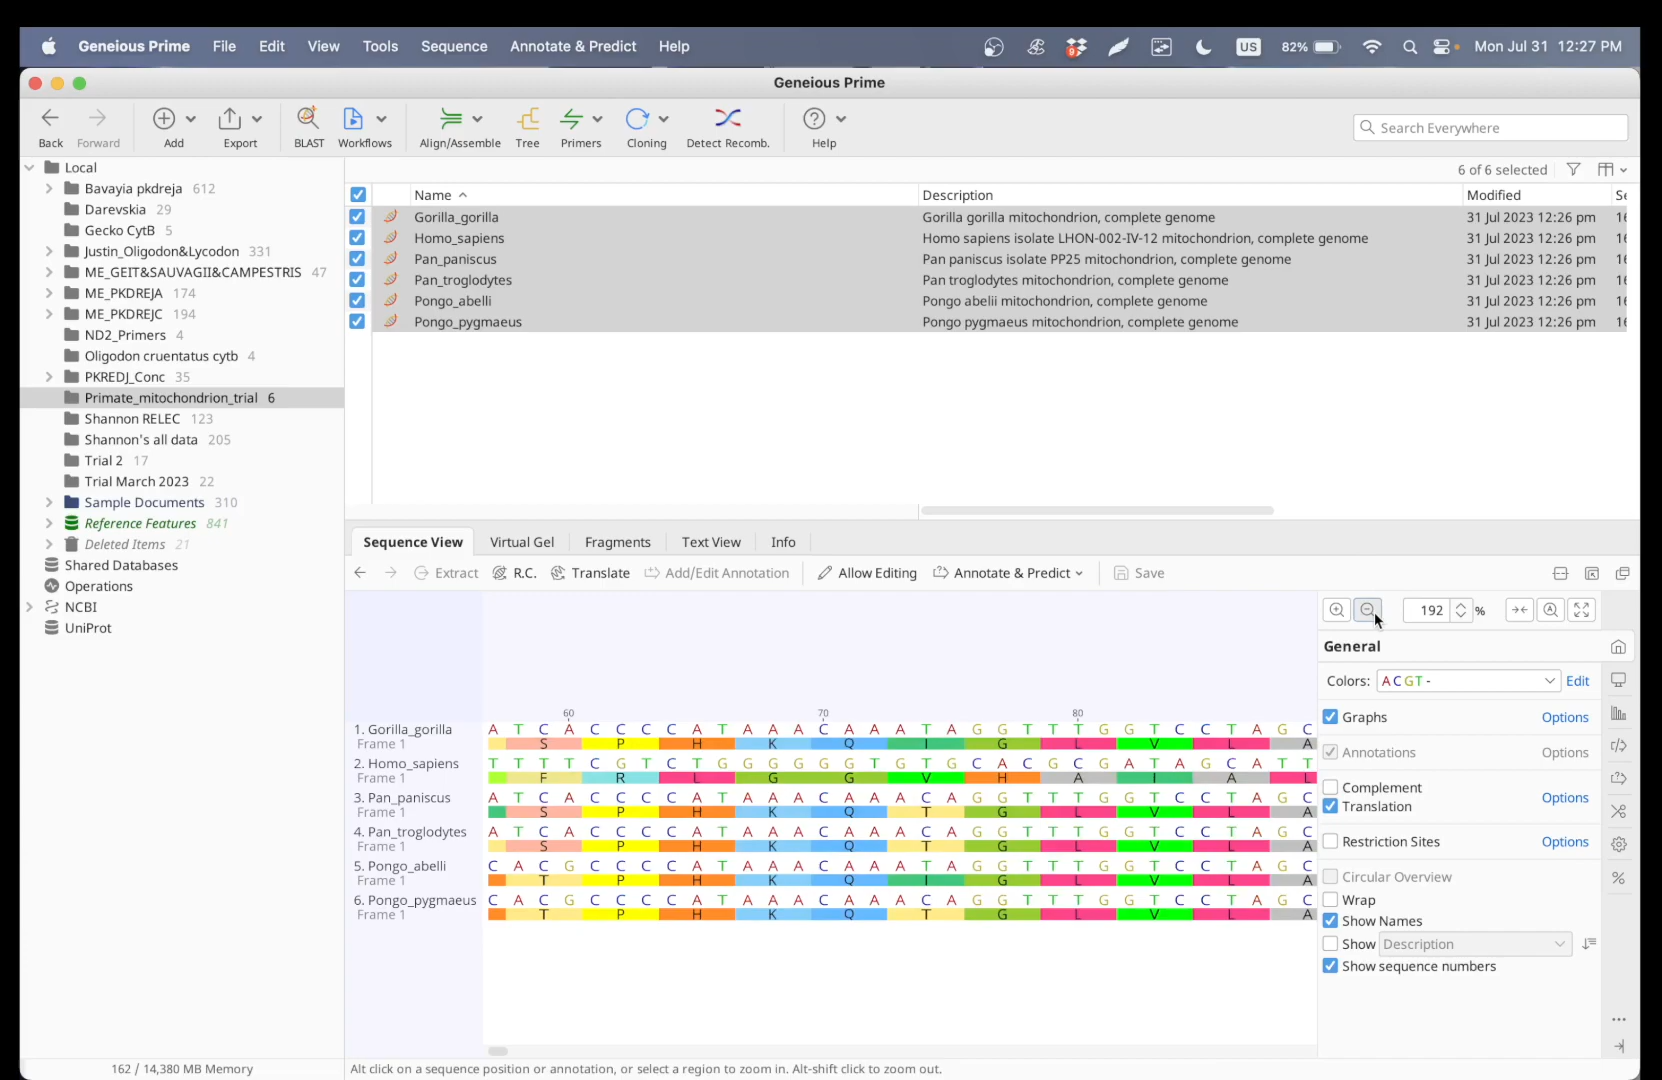 Geneious Prime File Edit View Tools Sequence Annotate & Predict Help 9 US 82% Mon Jul 31 12:27 PM
Geneious Prime
Back Forward Add Export BLAST Workflows Align/Assemble Tree Primers Cloning Detect Recomb. Help Search Everywhere
Local
Bavayia pkdreja 612
Darevskia 29
Gecko CytB 5
Justin_Oligodon&Lycodon 331
ME_GEIT&SAUVAGII&CAMPESTRIS 47
ME_PKDREJA 174
ME_PKDREJC 194
ND2_Primers 4
Oligodon cruentatus cytb 4
PKREDJ_Conc 35
Primate_mitochondrion_trial 6
Shannon RELEC 123
Shannon's all data 205
Trial 2 17
Trial March 2023 22
Sample Documents 310
Reference Features 841
Deleted Items 21
Shared Databases
Operations
NCBI
UniProt
162 / 14,380 MB Memory
6 of 6 selected
Name Description Modified Se
Gorilla_gorilla Gorilla gorilla mitochondrion, complete genome 31 Jul 2023 12:26 pm 16
Homo_sapiens Homo sapiens isolate LHON-002-IV-12 mitochondrion, complete genome 31 Jul 2023 12:26 pm 16
Pan_paniscus Pan paniscus isolate PP25 mitochondrion, complete genome 31 Jul 2023 12:26 pm 16
Pan_troglodytes Pan troglodytes mitochondrion, complete genome 31 Jul 2023 12:26 pm 16
Pongo_abelli Pongo abelii mitochondrion, complete genome 31 Jul 2023 12:26 pm 16
Pongo_pygmaeus Pongo pygmaeus mitochondrion, complete genome 31 Jul 2023 12:26 pm 16
Sequence View Virtual Gel Fragments Text View Info
Extract R.C. Translate Add/Edit Annotation Allow Editing Annotate & Predict Save
60 70 80
1. Gorilla_gorilla A T C A C C C C A T A A A C A A A T A G G T T T G G T C C T A G C
Frame 1 S P H K Q I G L V L A
2. Homo_sapiens T T T T C G T C T G G G G G G T G T G C A C G C G A T A G C A T T
Frame 1 F R L G G V H A I A L
3. Pan_paniscus A T C A C C C C A T A A A C A A A C A G G T T T G G T C C T A G C
Frame 1 S P H K Q T G L V L A
4. Pan_troglodytes A T C A C C C C A T A A A C A A A C A G G T T T G G T C C T A G C
Frame 1 S P H K Q T G L V L A
5. Pongo_abelli C A C G C C C C A T A A A C A A A T A G G T T T G G T C C T A G C
Frame 1 T P H K Q I G L V L A
6. Pongo_pygmaeus C A C G C C C C A T A A A C A A A C A G G T T T G G T C C T A G C
Frame 1 T P H K Q T G L V L A
192 %
General
Colors: A C G T - Edit
Graphs Options
Annotations Options
Complement
Translation Options
Restriction Sites Options
Circular Overview
Wrap
Show Names
Show Description
Show sequence numbers
Alt click on a sequence position or annotation, or select a region to zoom in. Alt-shift click to zoom out.